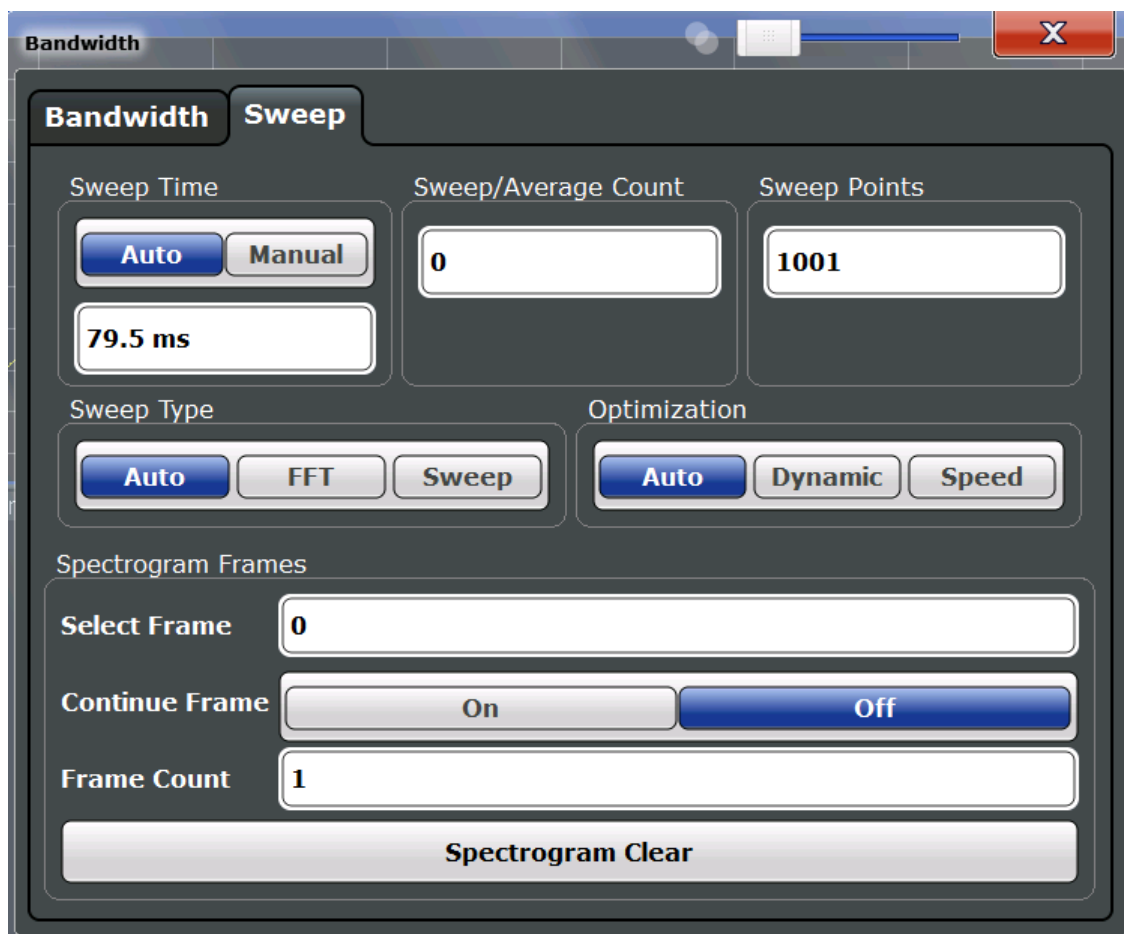 Bandwidth
X
Bandwidth Sweep
Sweep Time Sweep/Average Count Sweep Points
Auto Manual 0 1001
79.5 ms
Sweep Type Optimization
Auto FFT Sweep Auto Dynamic Speed
Spectrogram Frames
Select Frame 0
Continue Frame On Off
Frame Count 1
Spectrogram Clear